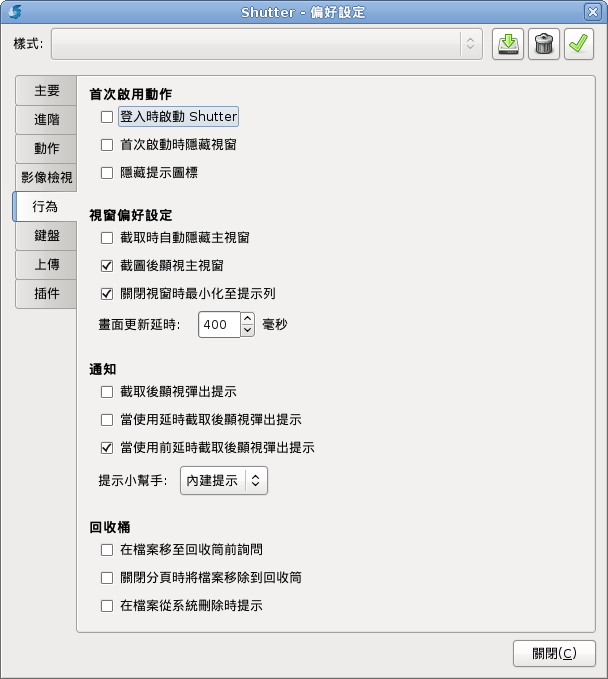 Shutter - 偏好設定
樣式:
主要
進階
動作
影像檢視
行為
鍵盤
上傳
插件
首次啟用動作
登入時啟動 Shutter
首次啟動時隱藏視窗
隱藏提示圖標
視窗偏好設定
截取時自動隱藏主視窗
截圖後顯視主視窗
關閉視窗時最小化至提示列
畫面更新延時: 400 毫秒
通知
截取後顯視彈出提示
當使用延時截取後顯視彈出提示
當使用前延時截取後顯視彈出提示
提示小幫手: 內建提示
回收桶
在檔案移至回收筒前詢問
關閉分頁時將檔案移除到回收筒
在檔案從系統刪除時提示
關閉(C)